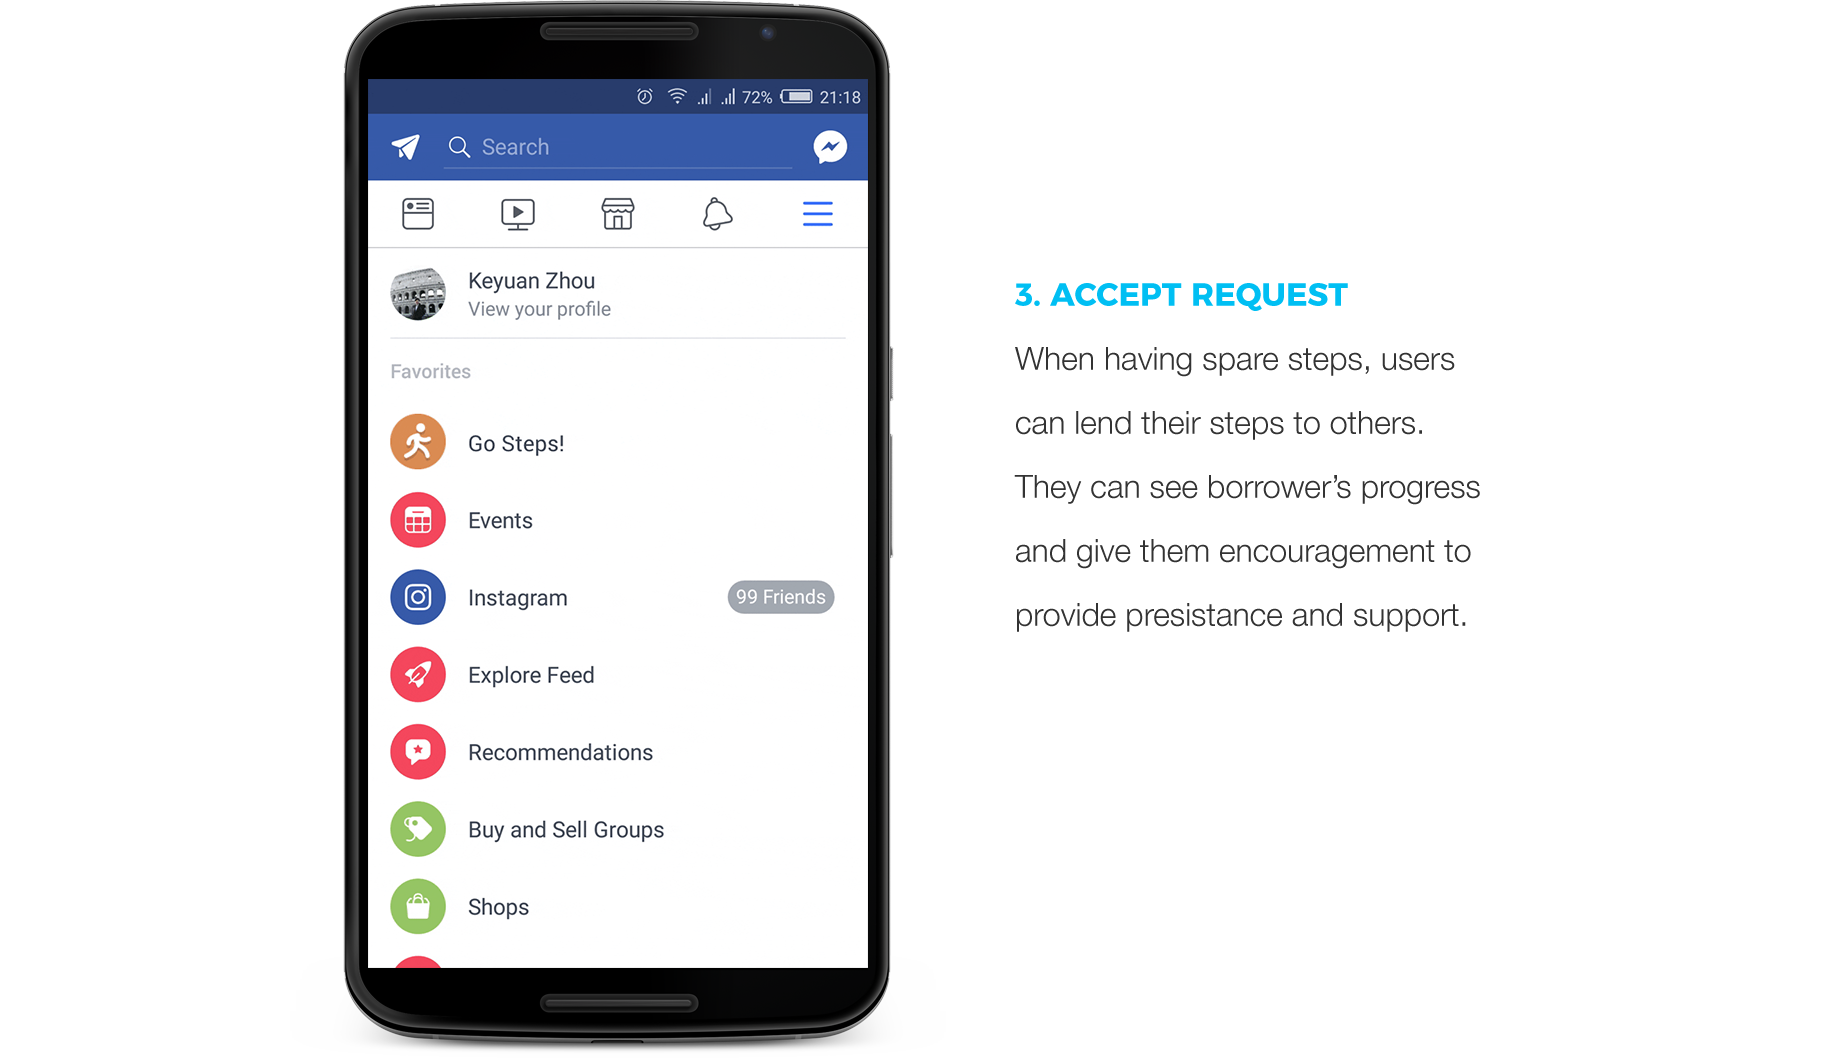 72% 21:18
Search
Keyuan Zhou
View your profile
Favorites
Go Steps!
Events
Instagram
99 Friends
Explore Feed
Recommendations
Buy and Sell Groups
Shops
3. ACCEPT REQUEST
When having spare steps, users
can lend their steps to others.
They can see borrower’s progress
and give them encouragement to
provide presistance and support.